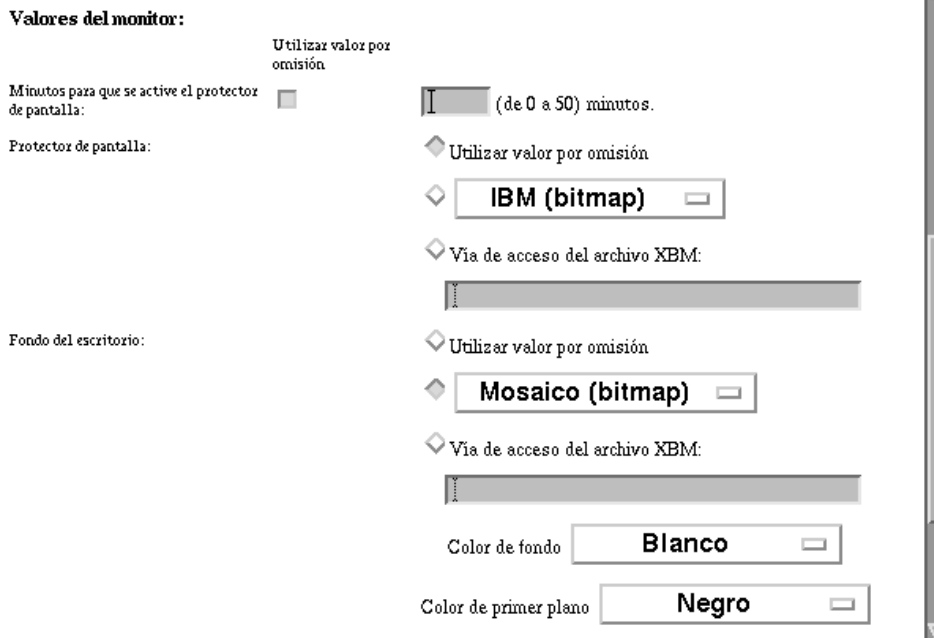 Valores del monitor:
Utilizar valor por
omisión
Minutos para que se active el protector
de pantalla:
(de 0 a 50) minutos.
Protector de pantalla:
Utilizar valor por omisión
IBM (bitmap)
Vía de acceso del archivo XBM:
Fondo del escritorio:
Utilizar valor por omisión
Mosaico (bitmap)
Vía de acceso del archivo XBM:
Color de fondo Blanco
Color de primer plano Negro